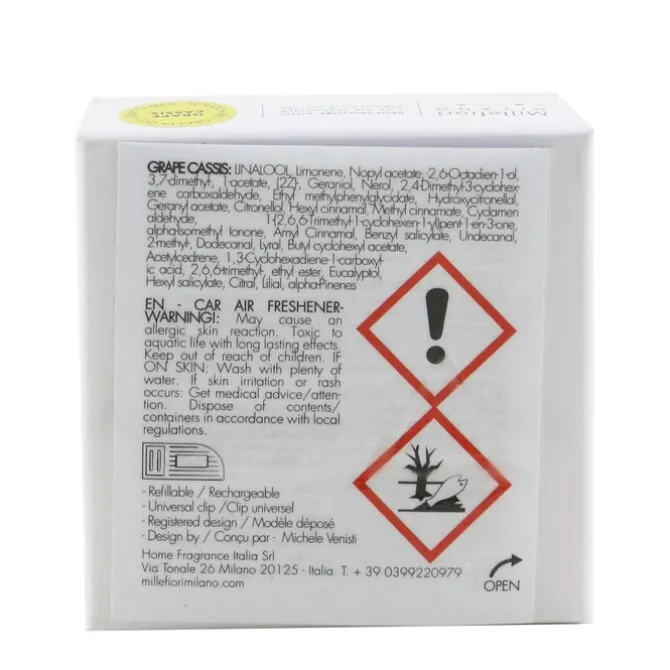 Millefiori
MILANO
GRAPE
CASSIS
GRAPE CASSIS: LINALOOL, Limonene, Nopyl acetate, 2,6-Octadien-1-ol,
3,7-dimethyl-, 1-acetate, (2Z)-, Geraniol, Nerol, 2,4-Dimethyl-3-cyclohex
ene carboxaldehyde, Ethyl methylphenylglycidate, Hydroxycitronellol,
Geranyl acetate, Citronellol, Hexyl cinnamal, Methyl cinnamate, Cyclamen
aldehyde, 1-(2,6,6-Trimethyl-1-cyclohexen-1-yl)pent-1-en-3-one,
alpha-Isomethyl Ionone, Amyl Cinnamal, Benzyl salicylate, Undecanal,
2-methyl-, Dodecanal, Lyral, Butyl cyclohexyl acetate,
Acetylcedrene, 1,3-Cyclohexadiene-1-carboxyl-
ic acid, 2,6,6-trimethyl-, ethyl ester, Eucalyptol,
Hexyl salicylate, Citral, Lilial, alpha-Pinenes
EN - CAR AIR FRESHENER-
WARNING!: May cause an
allergic skin reaction. Toxic to
aquatic life with long lasting effects.
Keep out of reach of children. IF
ON SKIN: Wash with plenty of
water. If skin irritation or rash
occurs: Get medical advice/atten-
tion. Dispose of contents/
containers in accordance with local
regulations.
- Refillable / Rechargeable
- Universal clip /Clip universel
- Registered design / Modèle déposé
- Design by / Conçu par - Michele Venisti
Home Fragrance Italia Srl
Via Tonale 26 Milano 20125 - Italia T. + 39 0399220979
millefiorimilano.com
OPEN